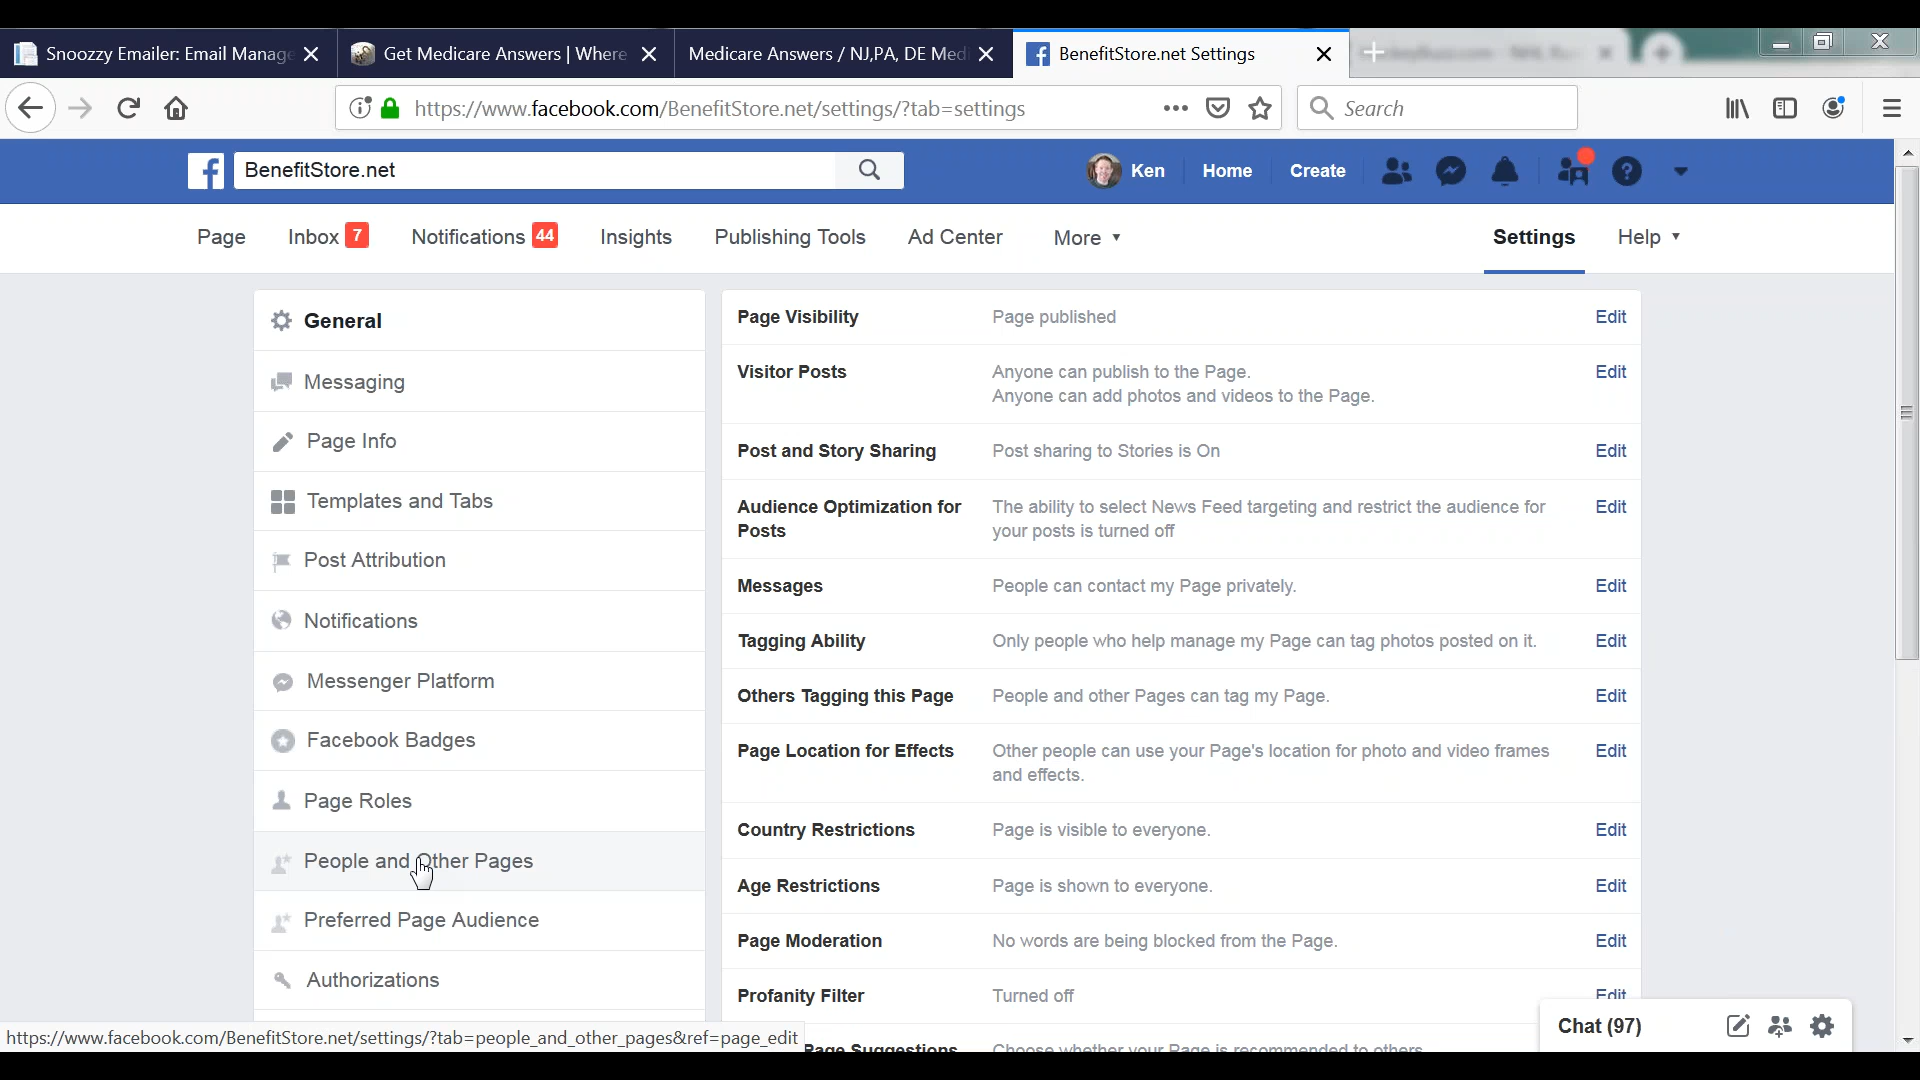 Snoozzy Emailer: Email Manage
Get Medicare Answers | Where
Medicare Answers / NJ,PA, DE Med
BenefitStore.net Settings
https://www.facebook.com/BenefitStore.net/settings/?tab=settings
Search
BenefitStore.net
Ken Home Create
Page Inbox 7 Notifications 44 Insights Publishing Tools Ad Center More Settings Help
General
Messaging
Page Info
Templates and Tabs
Post Attribution
Notifications
Messenger Platform
Facebook Badges
Page Roles
People and Other Pages
Preferred Page Audience
Authorizations
Page Visibility Page published Edit
Visitor Posts Anyone can publish to the Page. Edit
Anyone can add photos and videos to the Page.
Post and Story Sharing Post sharing to Stories is On Edit
Audience Optimization for The ability to select News Feed targeting and restrict the audience for Edit
Posts your posts is turned off
Messages People can contact my Page privately. Edit
Tagging Ability Only people who help manage my Page can tag photos posted on it. Edit
Others Tagging this Page People and other Pages can tag my Page. Edit
Page Location for Effects Other people can use your Page's location for photo and video frames Edit
and effects.
Country Restrictions Page is visible to everyone. Edit
Age Restrictions Page is shown to everyone. Edit
Page Moderation No words are being blocked from the Page. Edit
Profanity Filter Turned off Edit
Page Suggestions Choose whether your Page is recommended to others
Chat (97)
https://www.facebook.com/BenefitStore.net/settings/?tab=people_and_other_pages&ref=page_edit